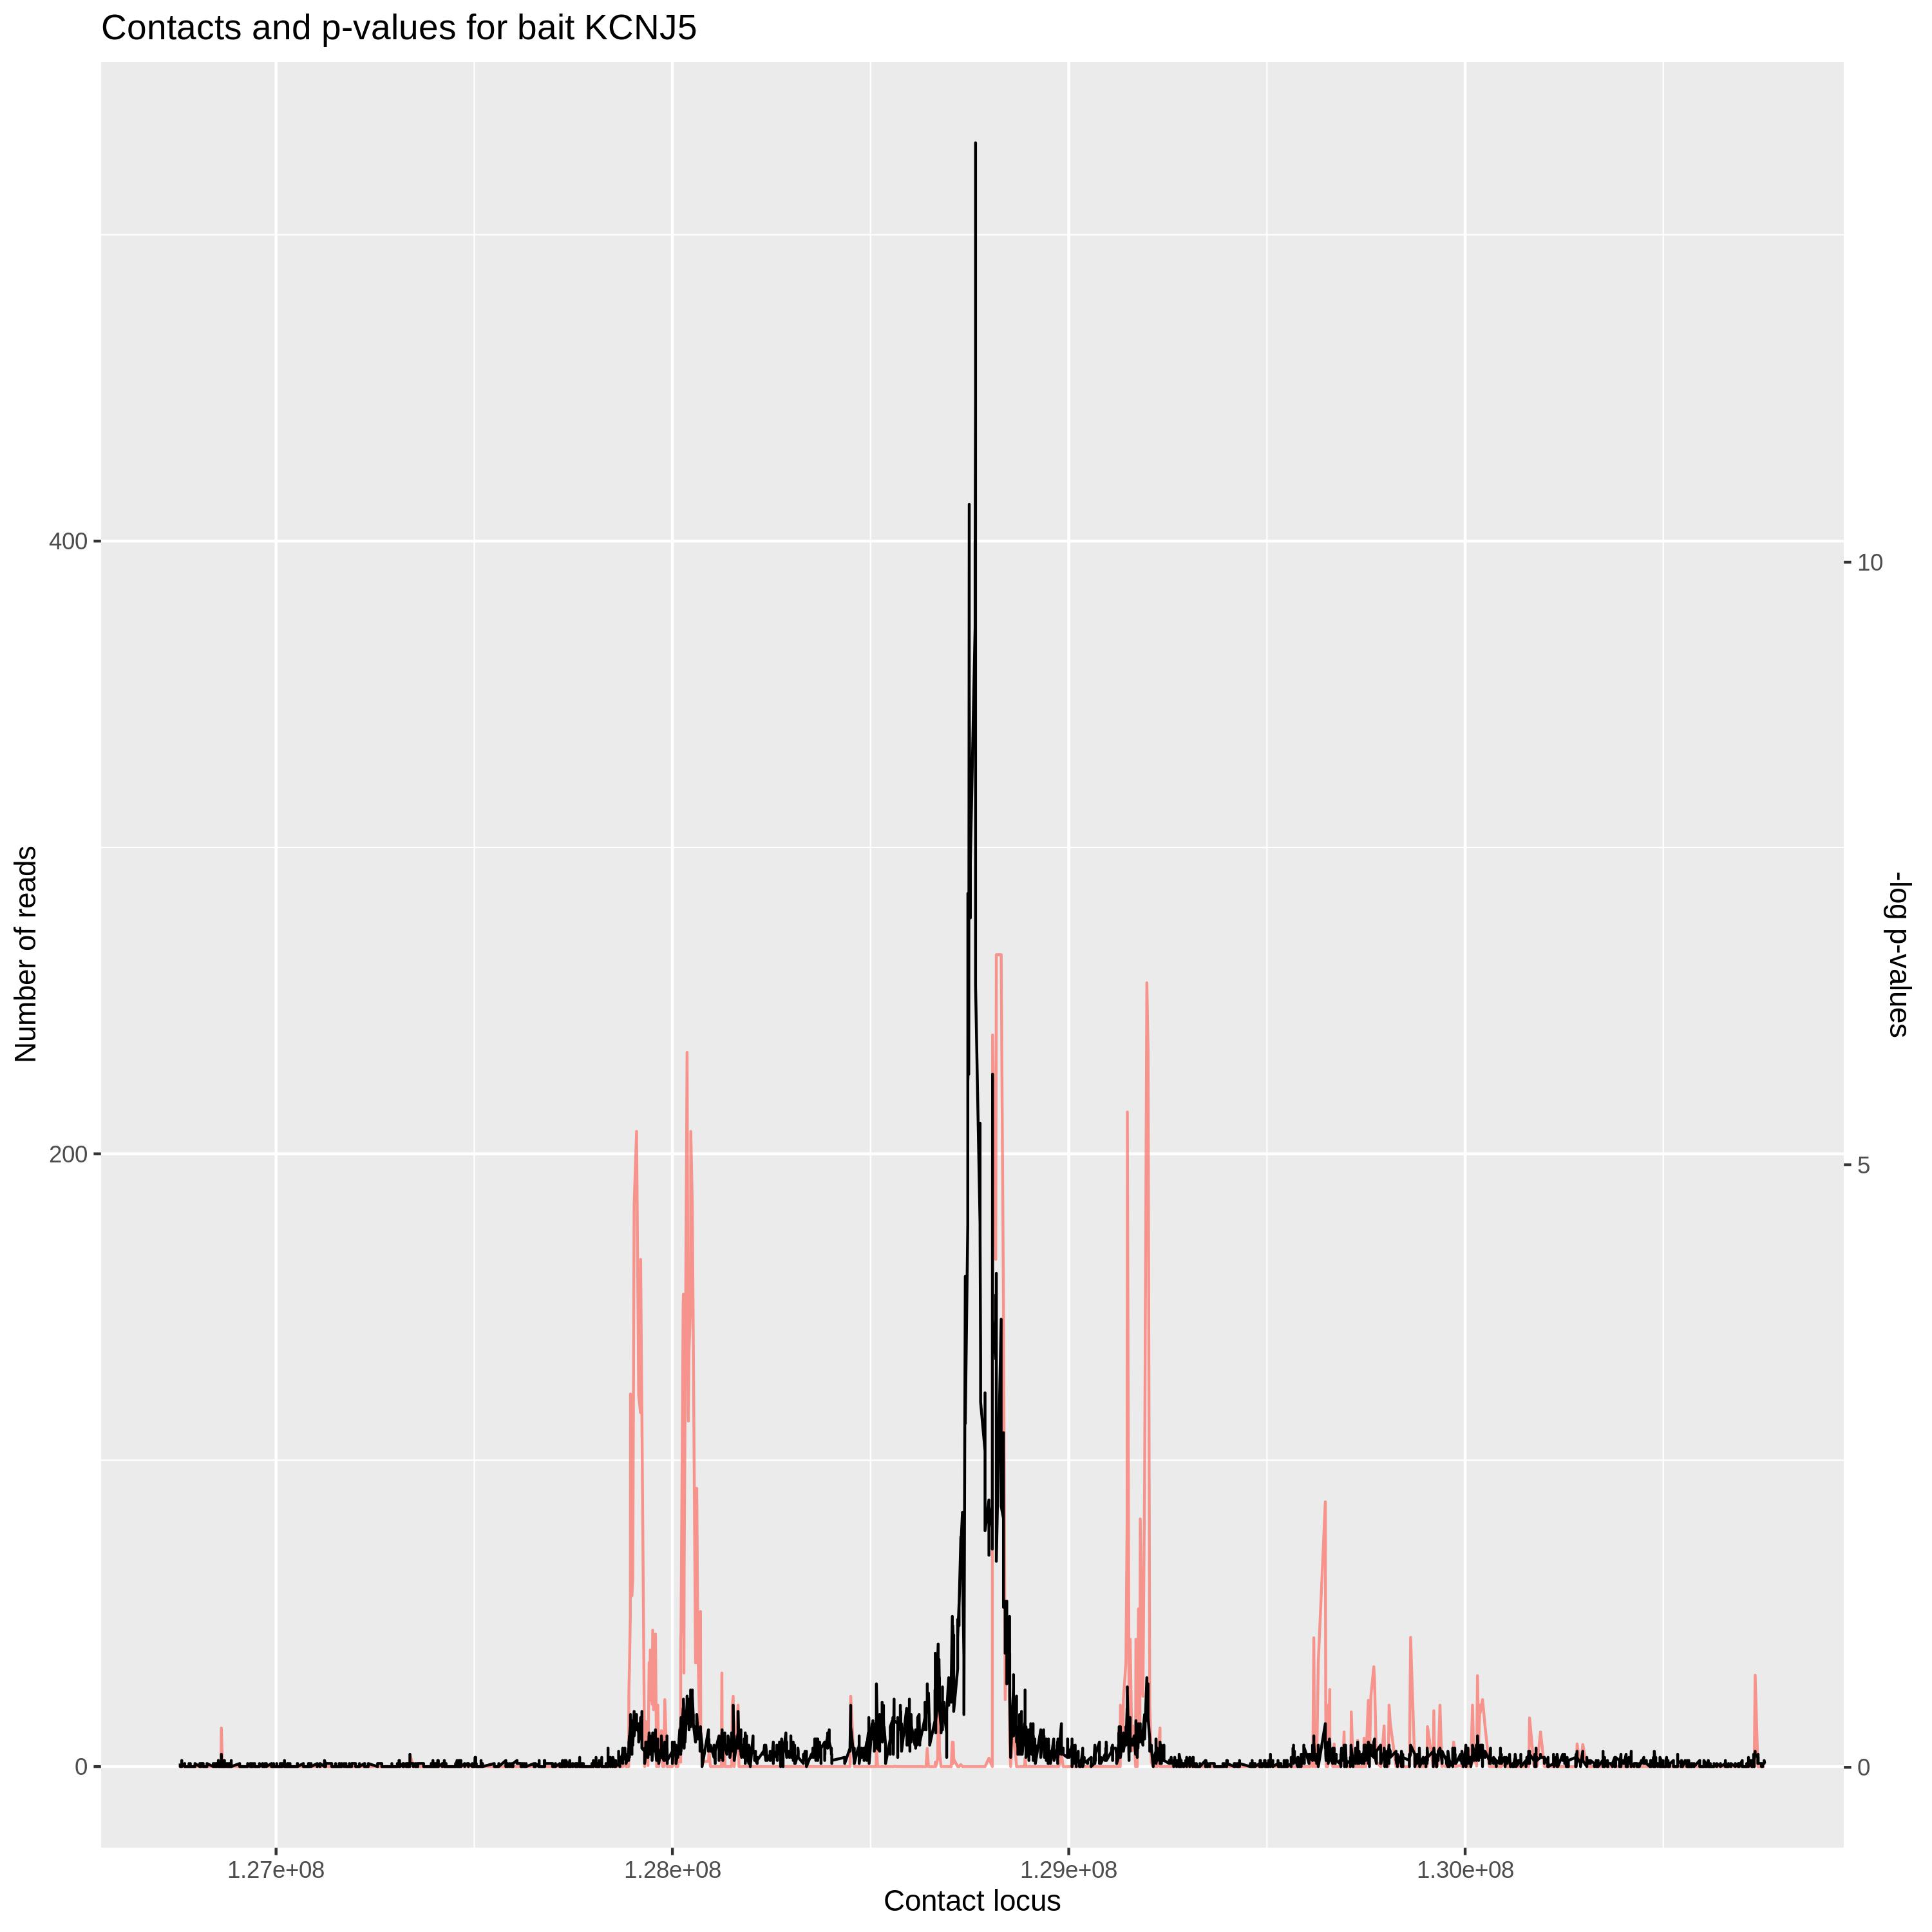 Contacts and p-values for bait KCNJ5
Number of reads
400
200
0
10
5
0
-log p-values
1.27e+08
1.28e+08
1.29e+08
1.30e+08
Contact locus